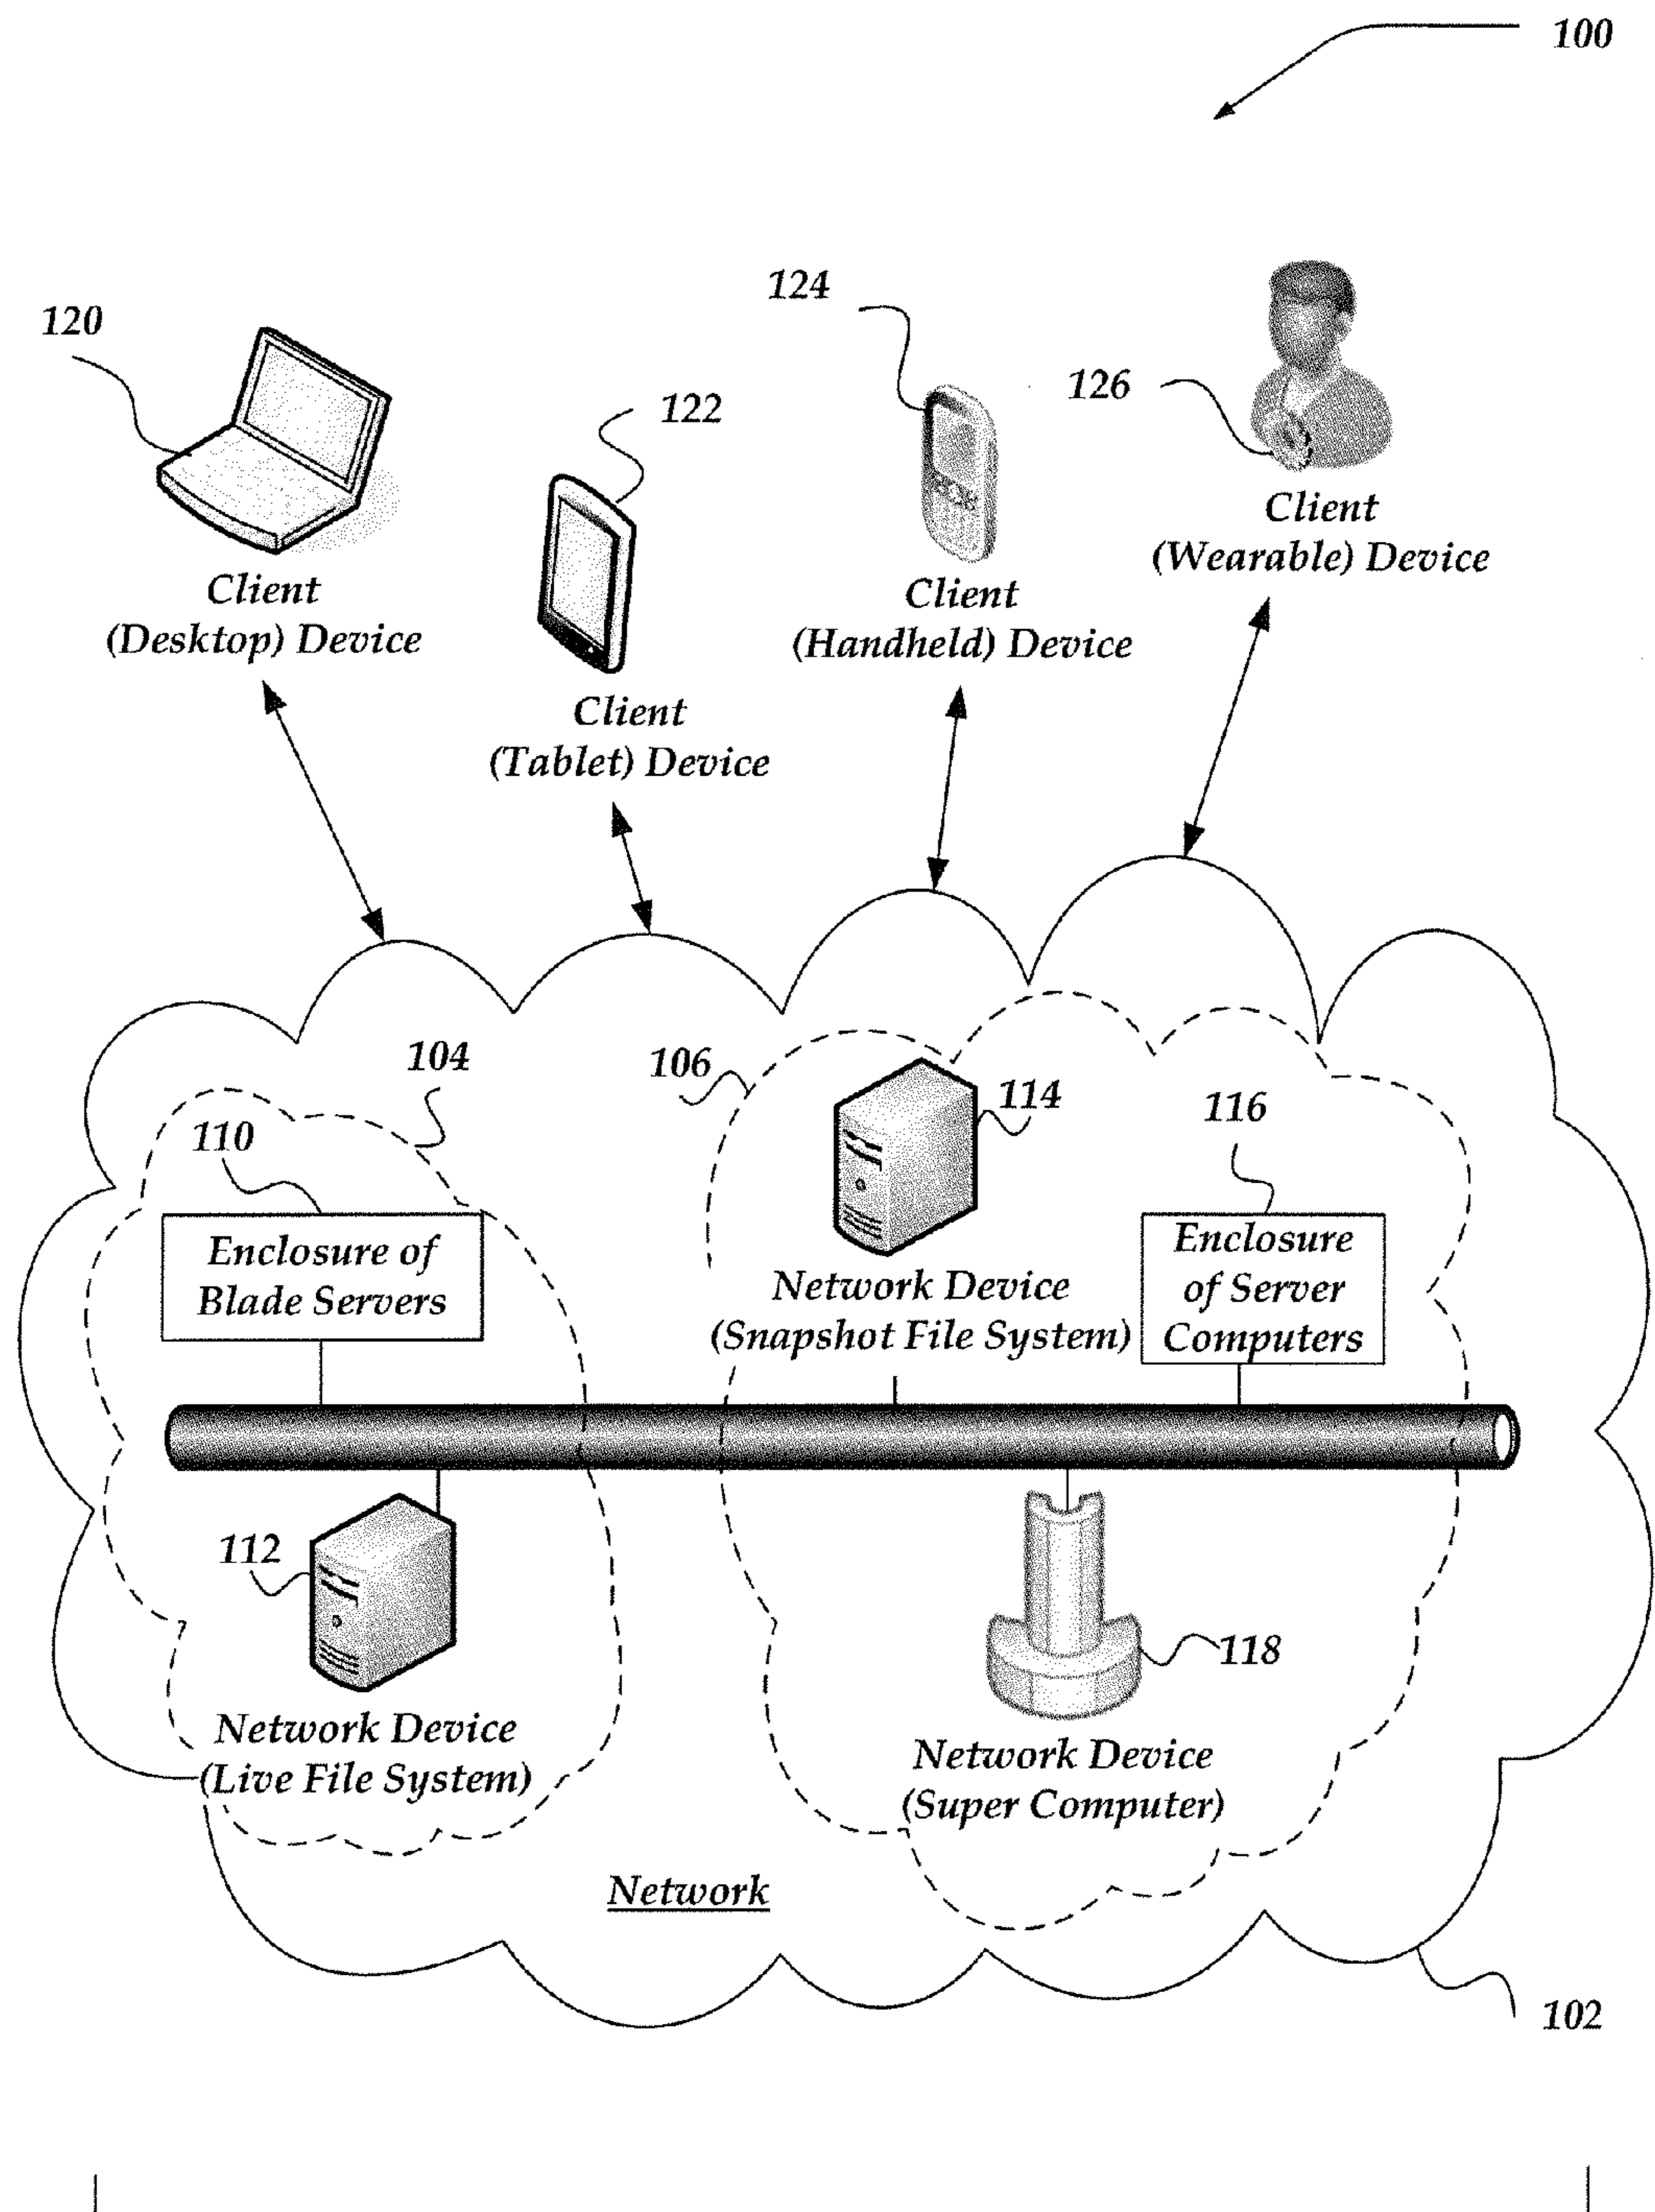 100
120
122
124
126
Client
(Desktop) Device
Client
(Tablet) Device
Client
(Handheld) Device
Client
(Wearable) Device
104
106
110
114
116
Enclosure of
Blade Servers
Network Device
(Snapshot File System)
Enclosure
of Server
Computers
112
118
Network Device
(Live File System)
Network Device
(Super Computer)
Network
102